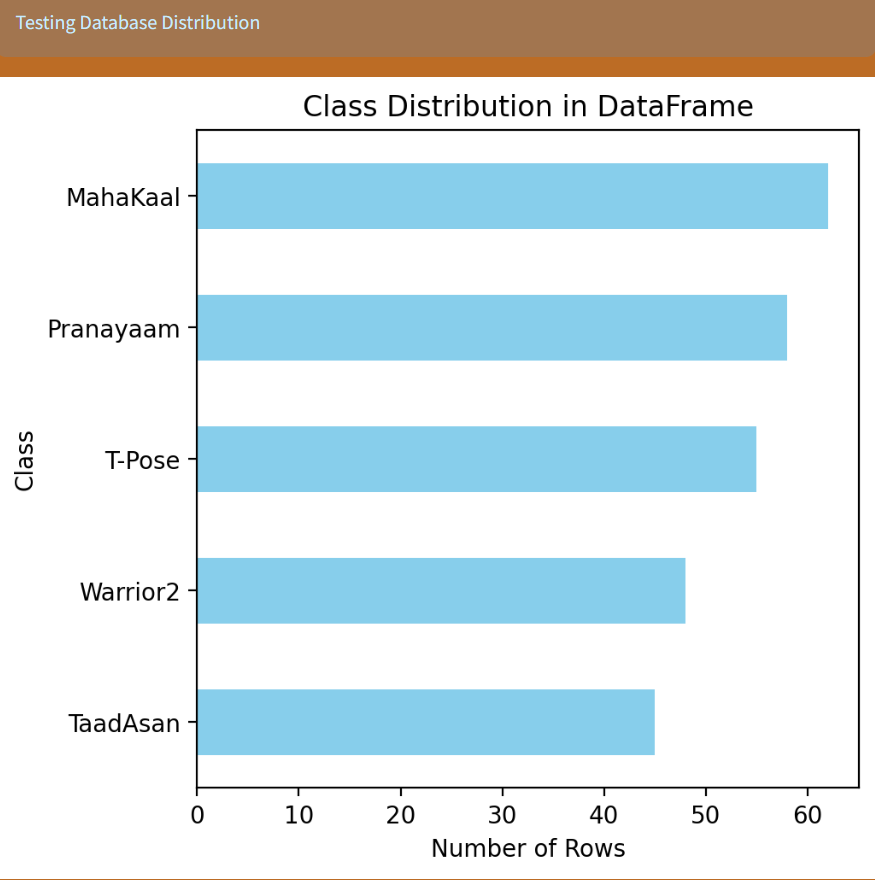 Testing Database Distribution
Class Distribution in DataFrame
MahaKaal
Pranayaam
T-Pose
Warrior2
TaadAsan
Class
0 10 20 30 40 50 60
Number of Rows